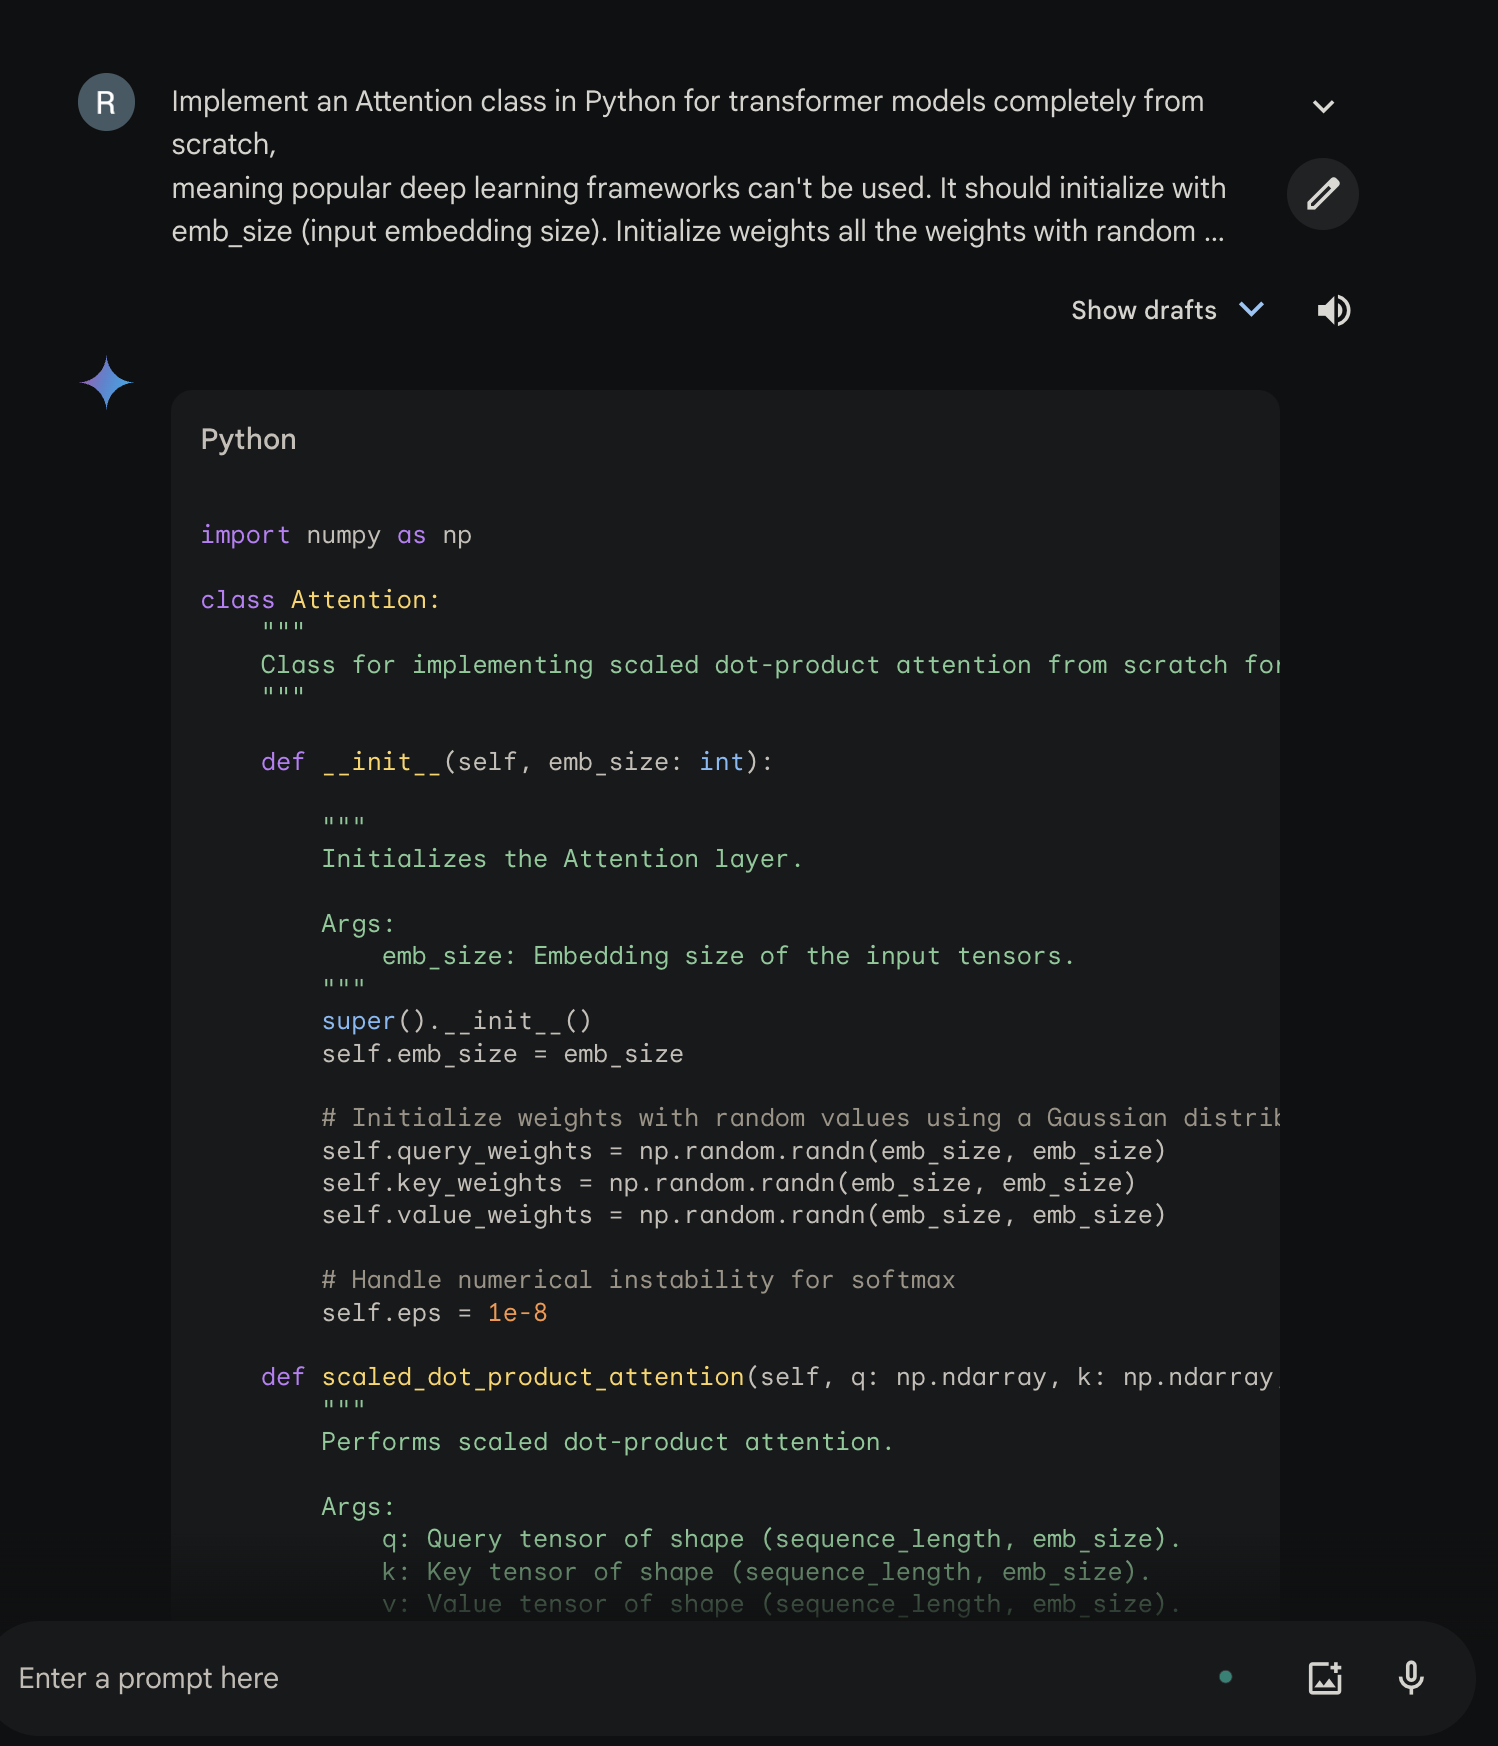 R
Implement an Attention class in Python for transformer models completely from
scratch,
meaning popular deep learning frameworks can't be used. It should initialize with
emb_size (input embedding size). Initialize weights all the weights with random ...
Show drafts
Python
import numpy as np
class Attention:
"""
Class for implementing scaled dot-product attention from scratch for
"""
def __init__(self, emb_size: int):
"""
Initializes the Attention layer.
Args:
emb_size: Embedding size of the input tensors.
"""
super().__init__()
self.emb_size = emb_size
# Initialize weights with random values using a Gaussian distrib
self.query_weights = np.random.randn(emb_size, emb_size)
self.key_weights = np.random.randn(emb_size, emb_size)
self.value_weights = np.random.randn(emb_size, emb_size)
# Handle numerical instability for softmax
self.eps = 1e-8
def scaled_dot_product_attention(self, q: np.ndarray, k: np.ndarray,
"""
Performs scaled dot-product attention.
Args:
q: Query tensor of shape (sequence_length, emb_size).
k: Key tensor of shape (sequence_length, emb_size).
v: Value tensor of shape (sequence_length, emb_size).
Enter a prompt here